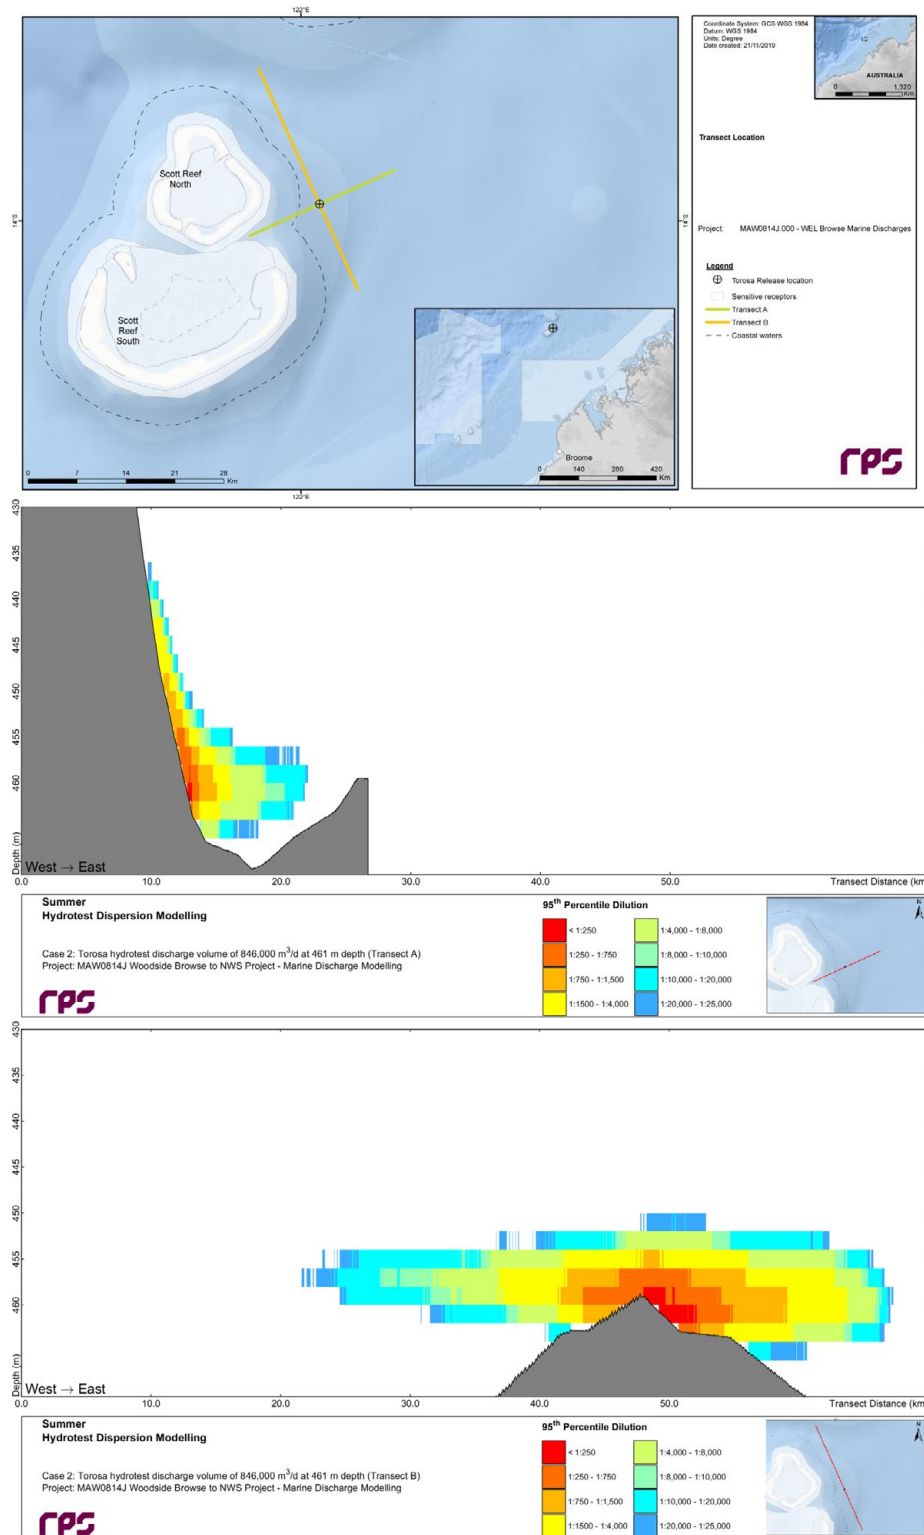 122°E
Coordinate System: GCS WGS 1984
Datum: WGS 1984
Units: Degree
Date created: 21/11/2019
AUSTRALIA
0 1,320
Km
Transect Location
Scott Reef
North
14°S
14°S
Project: MAW0814J.000 - WEL Browse Marine Discharges
Legend
Torosa Release location
Sensitive receptors
Transect A
Transect B
Coastal waters
Scott
Reef
South
Broome
0 140 280 420
Km
0 7 14 21 28
Km
122°E
rps
430
435
440
445
450
455
460
Depth (m)
West → East
0.0 10.0 20.0 30.0 40.0 50.0 Transect Distance (km
Summer
Hydrotest Dispersion Modelling
Case 2: Torosa hydrotest discharge volume of 846,000 m³/d at 461 m depth (Transect A)
Project: MAW0814J Woodside Browse to NWS Project - Marine Discharge Modelling
rps
95th Percentile Dilution
< 1:250 1:4,000 - 1:8,000
1:250 - 1:750 1:8,000 - 1:10,000
1:750 - 1:1,500 1:10,000 - 1:20,000
1:1500 - 1:4,000 1:20,000 - 1:25,000
N
430
435
440
445
450
455
460
Depth (m)
West → East
0.0 10.0 20.0 30.0 40.0 50.0 Transect Distance (km
Summer
Hydrotest Dispersion Modelling
Case 2: Torosa hydrotest discharge volume of 846,000 m³/d at 461 m depth (Transect B)
Project: MAW0814J Woodside Browse to NWS Project - Marine Discharge Modelling
rps
95th Percentile Dilution
< 1:250 1:4,000 - 1:8,000
1:250 - 1:750 1:8,000 - 1:10,000
1:750 - 1:1,500 1:10,000 - 1:20,000
1:1500 - 1:4,000 1:20,000 - 1:25,000
N